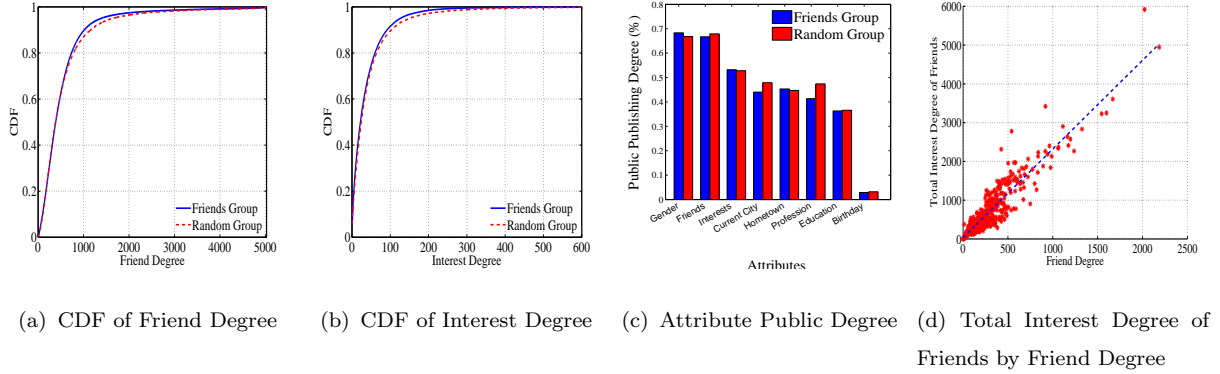 1
0.8
0.6
0.4
0.2
0
CDF
Friends Group
Random Group
0 1000 2000 3000 4000 5000
Friend Degree
1
0.8
0.6
0.4
0.2
0
CDF
Friends Group
Random Group
0 200 400 600
Interest Degree
0.8
0.7
0.6
0.5
0.4
0.3
0.2
0.1
0
Public Publishing Degree (%)
Friends Group
Random Group
Gender
Friends
Interests
Current City
Hometown
Profession
Education
Birthday
Attributes
6000
5000
4000
3000
2000
1000
0
Total Interest Degree of Friends
0 500 1000 1500 2000 2500
Friend Degree
(a) CDF of Friend Degree
(b) CDF of Interest Degree
(c) Attribute Public Degree
(d) Total Interest Degree of
Friends by Friend Degree